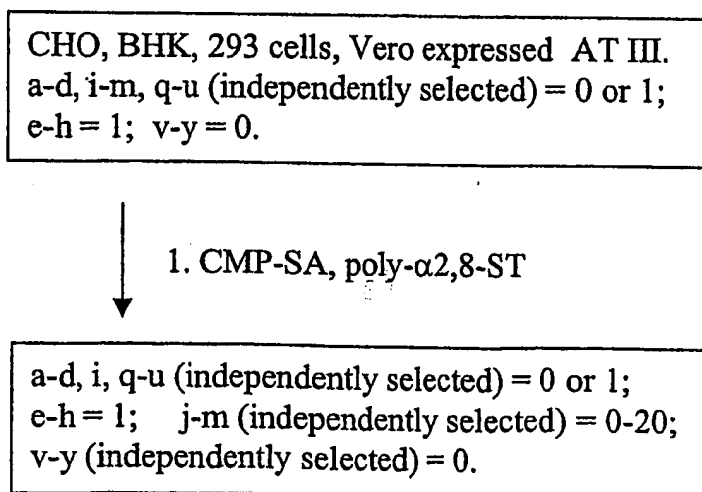 CHO, BHK, 293 cells, Vero expressed AT III.
a-d, i-m, q-u (independently selected) = 0 or 1;
e-h = 1; v-y = 0.
1. CMP-SA, poly-α2,8-ST
a-d, i, q-u (independently selected) = 0 or 1;
e-h = 1; j-m (independently selected) = 0-20;
v-y (independently selected) = 0.